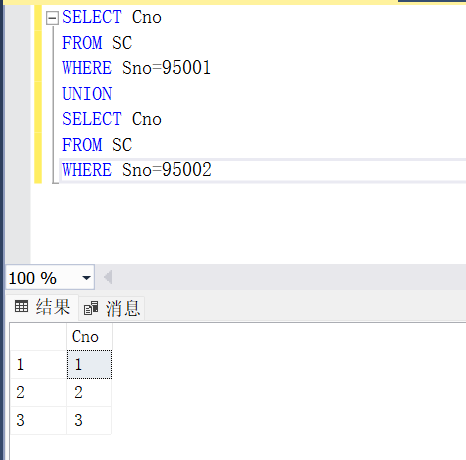 SELECT Cno
FROM SC
WHERE Sno=95001
UNION
SELECT Cno
FROM SC
WHERE Sno=95002
100 %
结果 消息
Cno
1 1
2 2
3 3